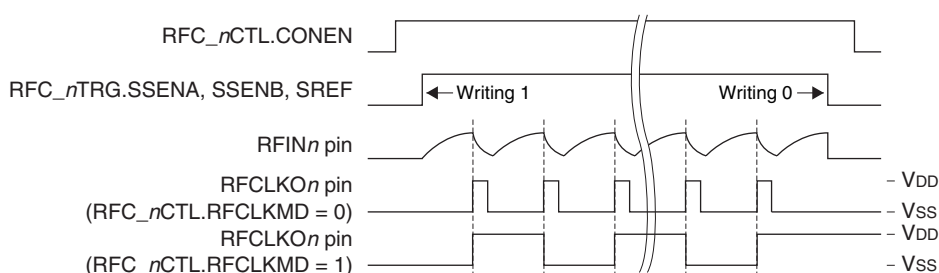 RFC_nCTL.CONEN
RFC_nTRG.SSENA, SSENB, SREF
Writing 1
Writing 0
RFINn pin
RFCLKOn pin
(RFC_nCTL.RFCLKMD = 0)
VDD
VSS
RFCLKOn pin
(RFC_nCTL.RFCLKMD = 1)
VDD
VSS